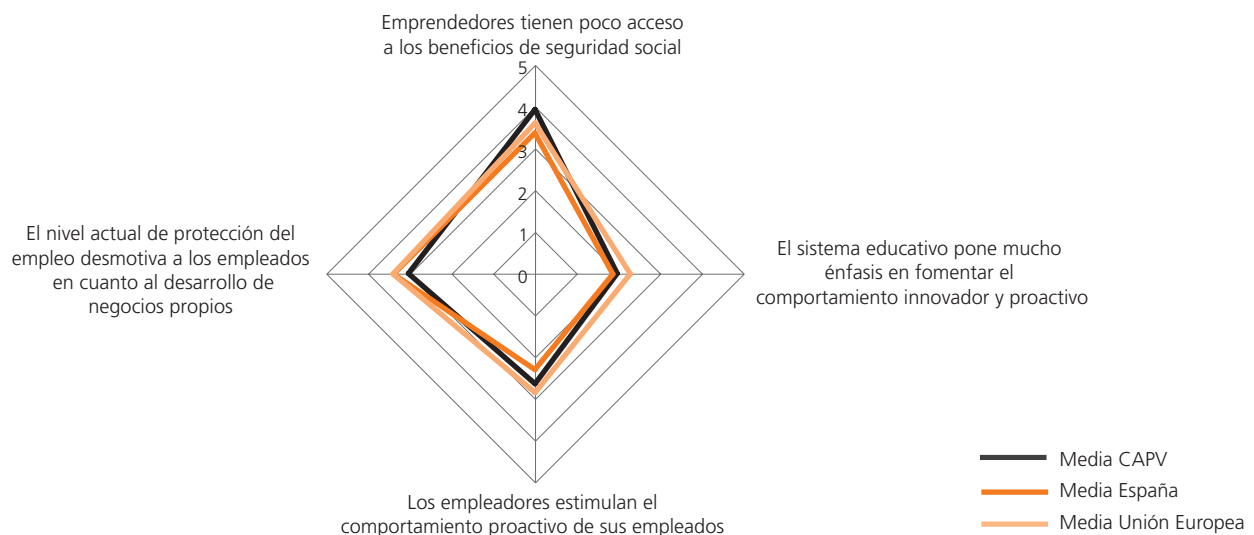 Emprendedores tienen poco acceso
a los beneficios de seguridad social
5
4
3
2
1
0
El nivel actual de protección del
empleo desmotiva a los empleados
en cuanto al desarrollo de
negocios propios
El sistema educativo pone mucho
énfasis en fomentar el
comportamiento innovador y proactivo
Los empleadores estimulan el
comportamiento proactivo de sus empleados
Media CAPV
Media España
Media Unión Europea